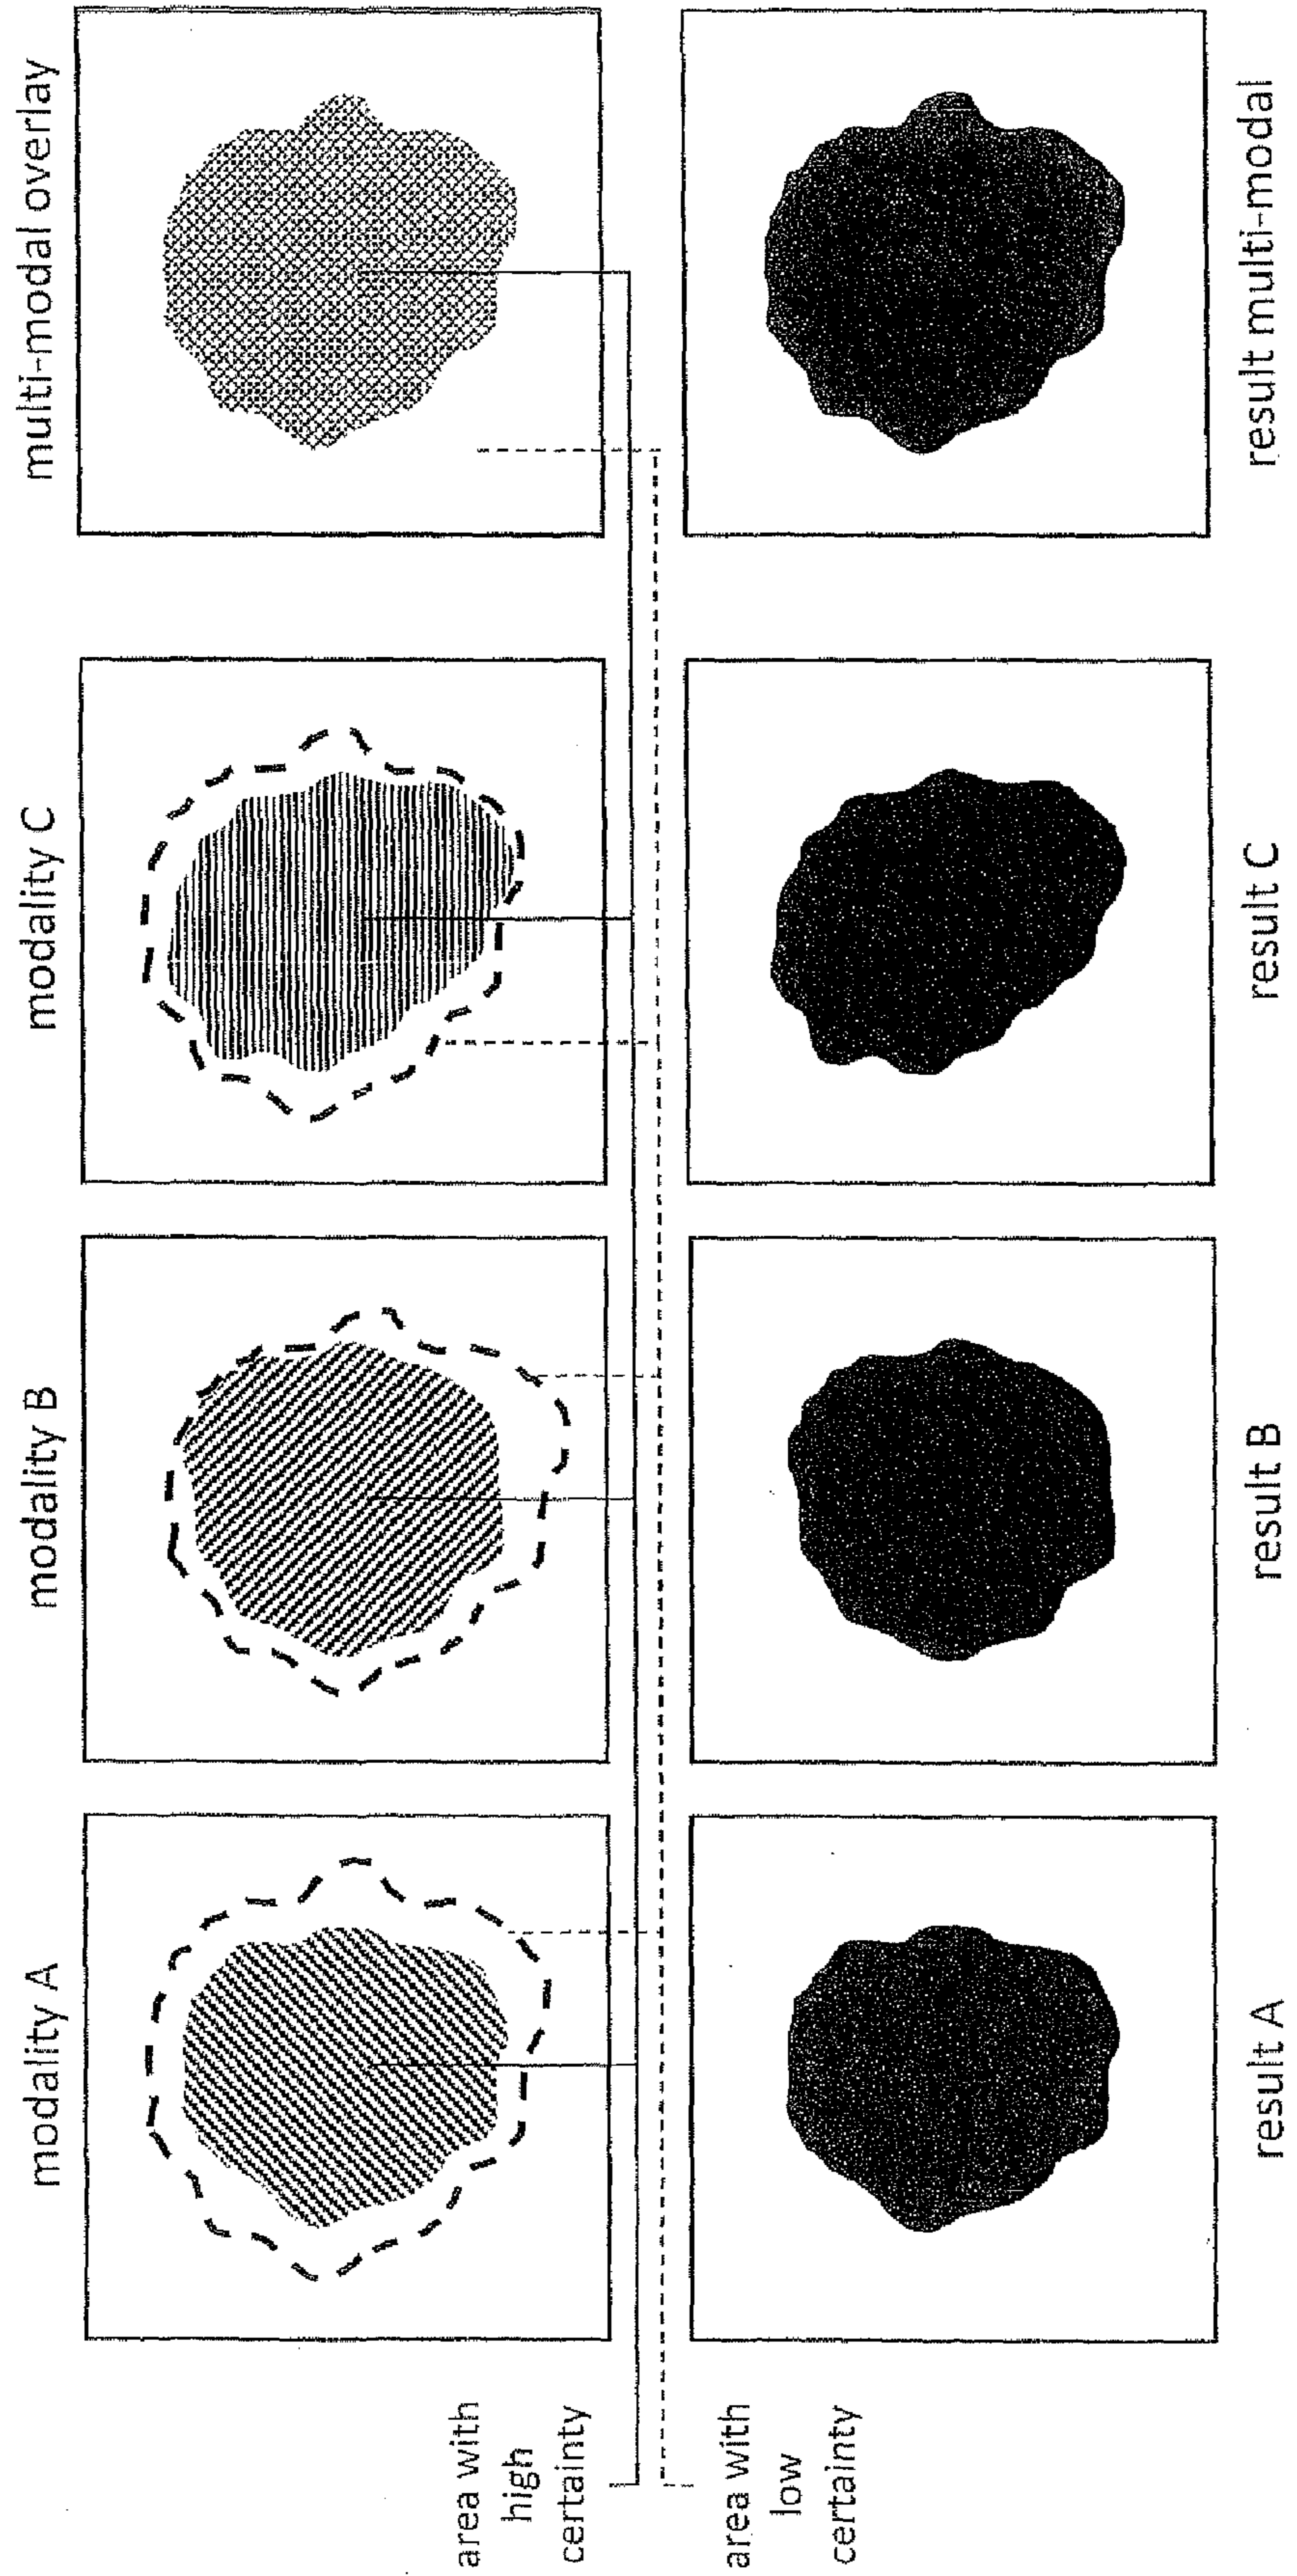 modality A
modality B
modality C
multi-modal overlay
area with
high
certainty
area with
low
certainty
result A
result B
result C
result multi-modal